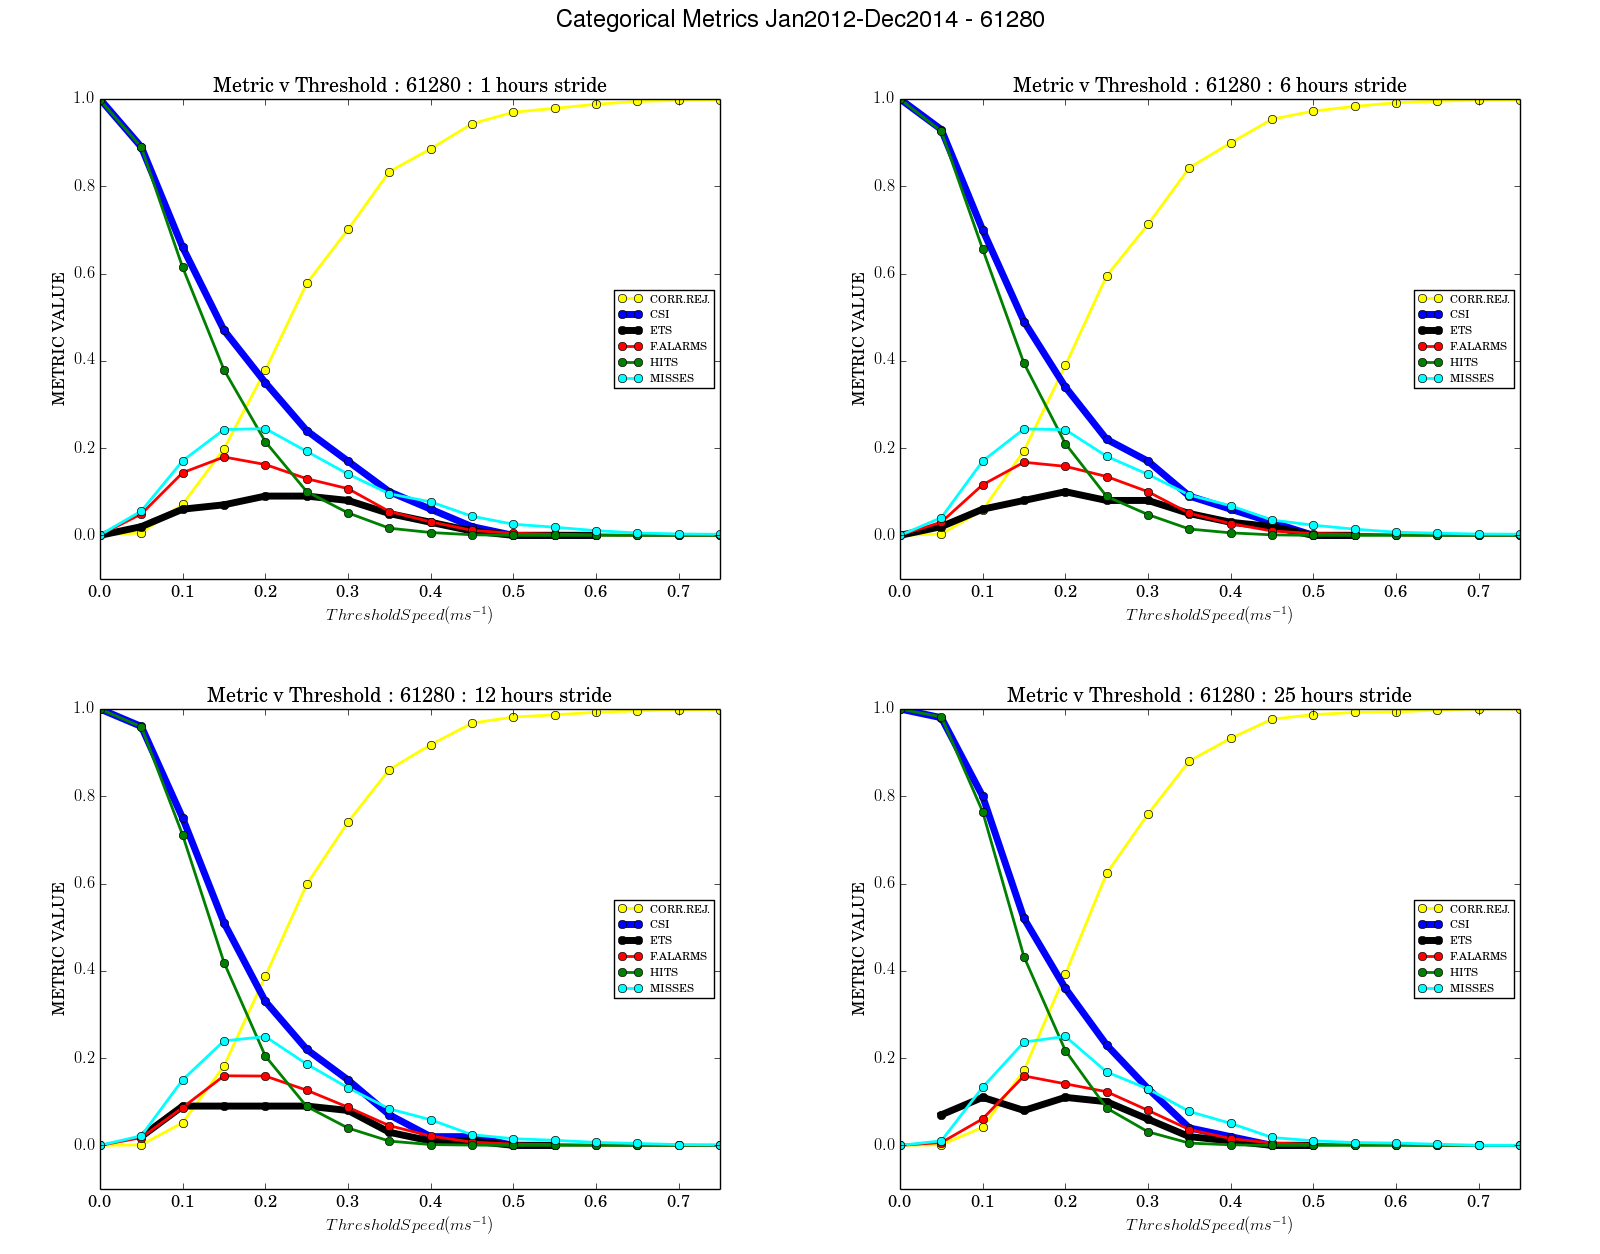 Categorical Metrics Jan2012-Dec2014 - 61280
Metric v Threshold : 61280 : 1 hours stride
1.0
0.8
0.6
0.4
0.2
0.0
METRIC VALUE
CORR.REJ.
CSI
ETS
F.ALARMS
HITS
MISSES
0.0 0.1 0.2 0.3 0.4 0.5 0.6 0.7
ThresholdSpeed(ms⁻¹)
Metric v Threshold : 61280 : 6 hours stride
1.0
0.8
0.6
0.4
0.2
0.0
METRIC VALUE
CORR.REJ.
CSI
ETS
F.ALARMS
HITS
MISSES
0.0 0.1 0.2 0.3 0.4 0.5 0.6 0.7
ThresholdSpeed(ms⁻¹)
Metric v Threshold : 61280 : 12 hours stride
1.0
0.8
0.6
0.4
0.2
0.0
METRIC VALUE
CORR.REJ.
CSI
ETS
F.ALARMS
HITS
MISSES
0.0 0.1 0.2 0.3 0.4 0.5 0.6 0.7
ThresholdSpeed(ms⁻¹)
Metric v Threshold : 61280 : 25 hours stride
1.0
0.8
0.6
0.4
0.2
0.0
METRIC VALUE
CORR.REJ.
CSI
ETS
F.ALARMS
HITS
MISSES
0.0 0.1 0.2 0.3 0.4 0.5 0.6 0.7
ThresholdSpeed(ms⁻¹)